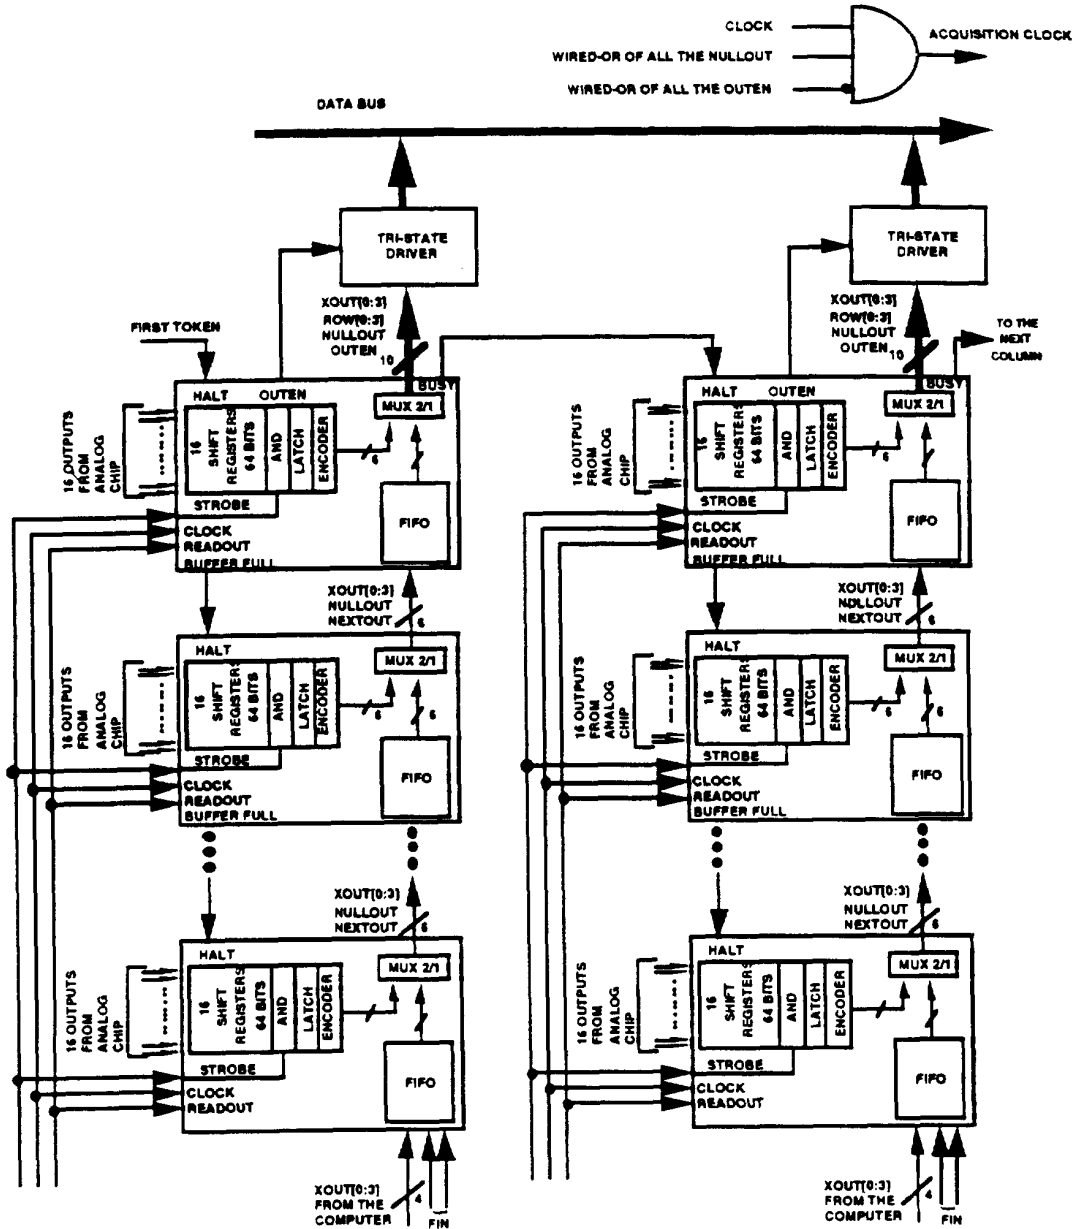 CLOCK
WIRED-OR OF ALL THE NULLOUT
WIRED-OR OF ALL THE OUTEN
ACQUISITION CLOCK
DATA BUS
TRI-STATE
DRIVER
XOUT[0:3]
ROW[0:3]
NULLOUT
OUTEN
10
FIRST TOKEN
BUSY
HALT
OUTEN
MUX 2/1
16 OUTPUTS
FROM
ANALOG
CHIP
16
SHIFT
REGISTERS
64 BITS
AND
LATCH
ENCODER
6
FIFO
STROBE
CLOCK
READOUT
BUFFER FULL
XOUT[0:3]
NULLOUT
NEXTOUT
6
HALT
MUX 2/1
16 OUTPUTS
FROM
ANALOG
CHIP
16
SHIFT
REGISTERS
64 BITS
AND
LATCH
ENCODER
6
6
FIFO
STROBE
CLOCK
READOUT
BUFFER FULL
XOUT[0:3]
NULLOUT
NEXTOUT
6
HALT
MUX 2/1
16 OUTPUTS
FROM
ANALOG
CHIP
16
SHIFT
REGISTERS
64 BITS
AND
LATCH
ENCODER
6
FIFO
STROBE
CLOCK
READOUT
XOUT[0:3]
FROM THE
COMPUTER
4
FIN
TRI-STATE
DRIVER
XOUT[0:3]
ROW[0:3]
NULLOUT
OUTEN
10
TO THE
NEXT
COLUMN
BUSY
HALT
OUTEN
MUX 2/1
16 OUTPUTS
FROM
ANALOG
CHIP
16
SHIFT
REGISTERS
64 BITS
AND
LATCH
ENCODER
6
FIFO
STROBE
CLOCK
READOUT
BUFFER FULL
XOUT[0:3]
NDLLOUT
NEXTOUT
6
HALT
MUX 2/1
16 OUTPUTS
FROM
ANALOG
CHIP
16
SHIFT
REGISTERS
64 BITS
AND
LATCH
ENCODER
6
6
FIFO
STROBE
CLOCK
READOUT
BUFFER FULL
XOUT[0:3]
NULLOUT
NEXTOUT
6
HALT
MUX 2/1
16 OUTPUTS
FROM
ANALOG
CHIP
16
SHIFT
REGISTERS
64 BITS
AND
LATCH
ENCODER
6
FIFO
STROBE
CLOCK
READOUT
XOUT[0:3]
FROM THE
COMPUTER
4
FIN